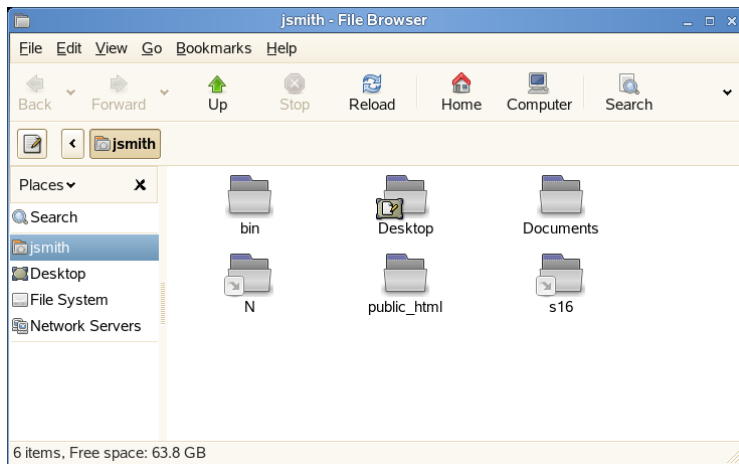 jsmith - File Browser
File Edit View Go Bookmarks Help
Back Forward Up Stop Reload Home Computer Search
jsmith
Places
Search
jsmith
Desktop
File System
Network Servers
bin Desktop Documents
N public_html s16
6 items, Free space: 63.8 GB